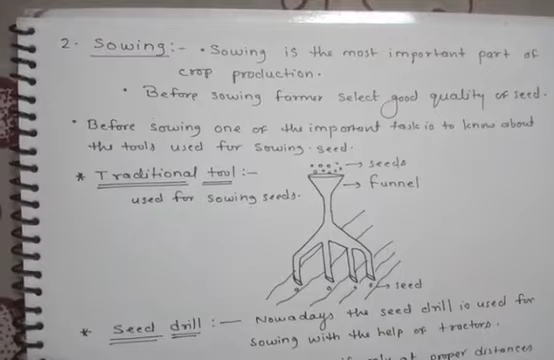 2. Sowing:- • Sowing is the most important part of
crop production.
• Before sowing farmer select good quality of seed.
• Before sowing one of the important task is to know about
the tools used for sowing seed.
* Traditional tool :-
used for sowing seeds.
→ seeds
→ funnel
→ seed
* Seed drill :— Nowadays the seed drill is used for
sowing with the help of tractors.
at proper distances